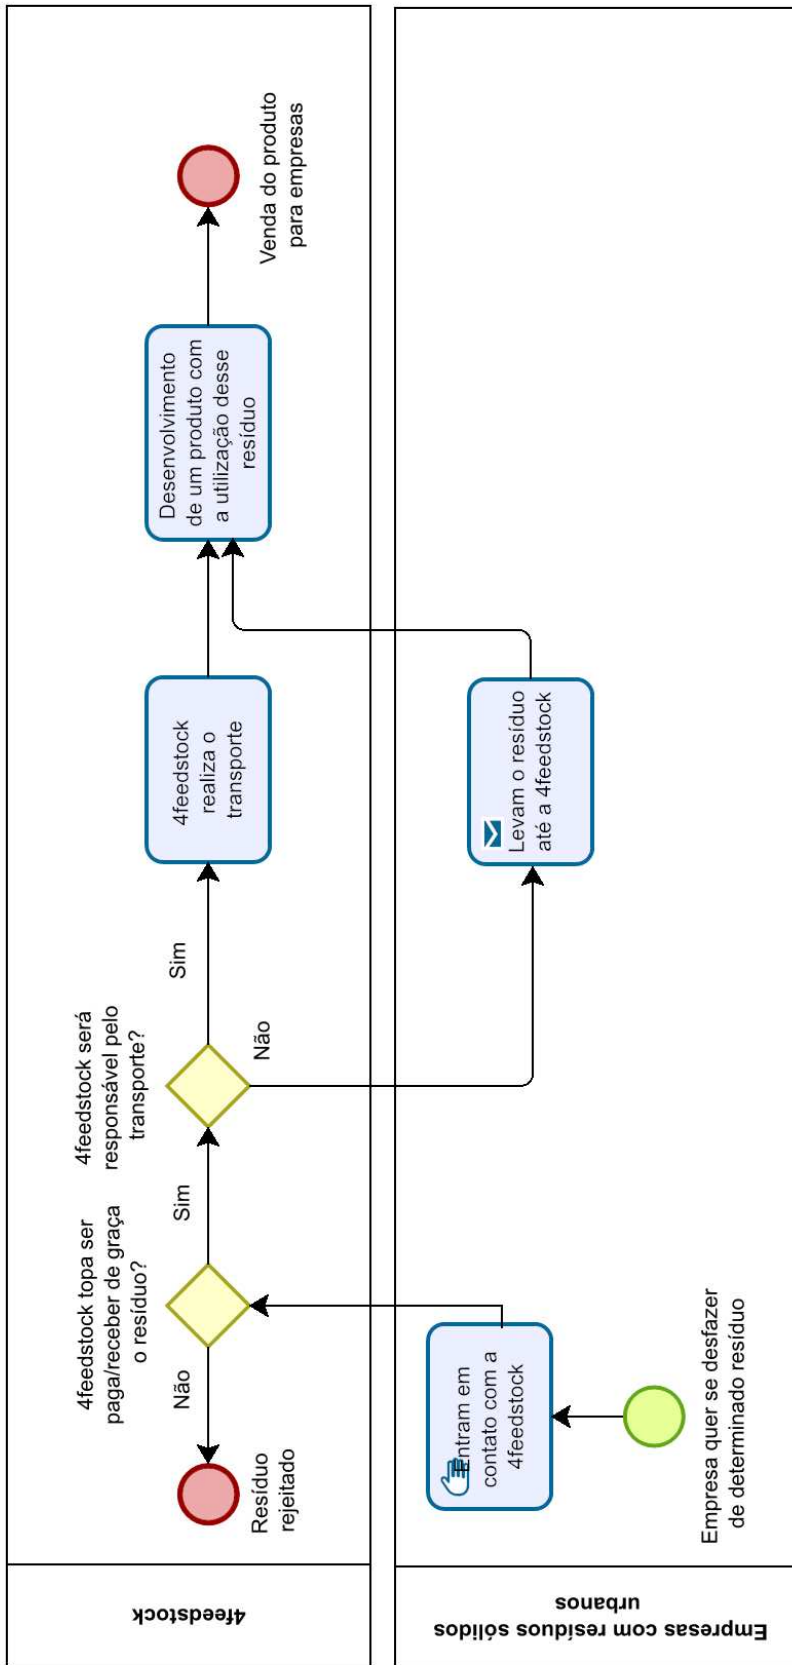 4feedstock
Resíduo
rejeitado
Não
4feedstock topa ser
paga/receber de graça
o resíduo?
Sim
4feedstock será
responsável pelo
transporte?
Sim
Não
4feedstock
realiza o
transporte
Desenvolvimento
de um produto com
a utilização desse
resíduo
Venda do produto
para empresas
Empresas com resíduos sólidos
urbanos
Empresa quer se desfazer
de determinado resíduo
Entram em
contato com a
4feedstock
Levam o resíduo
até a 4feedstock